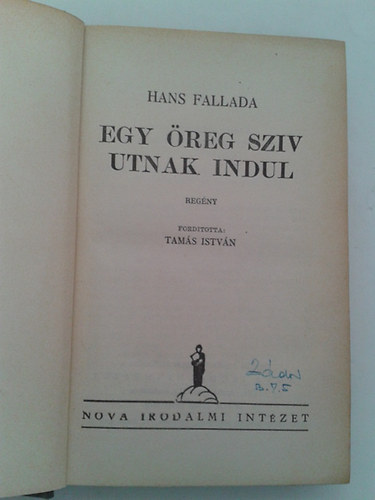 HANS FALLADA
EGY ÖREG SZIV
UTNAK INDUL
REGÉNY
FORDITOTTA:
TAMÁS ISTVÁN
NOVA IRODALMI INTÉZET